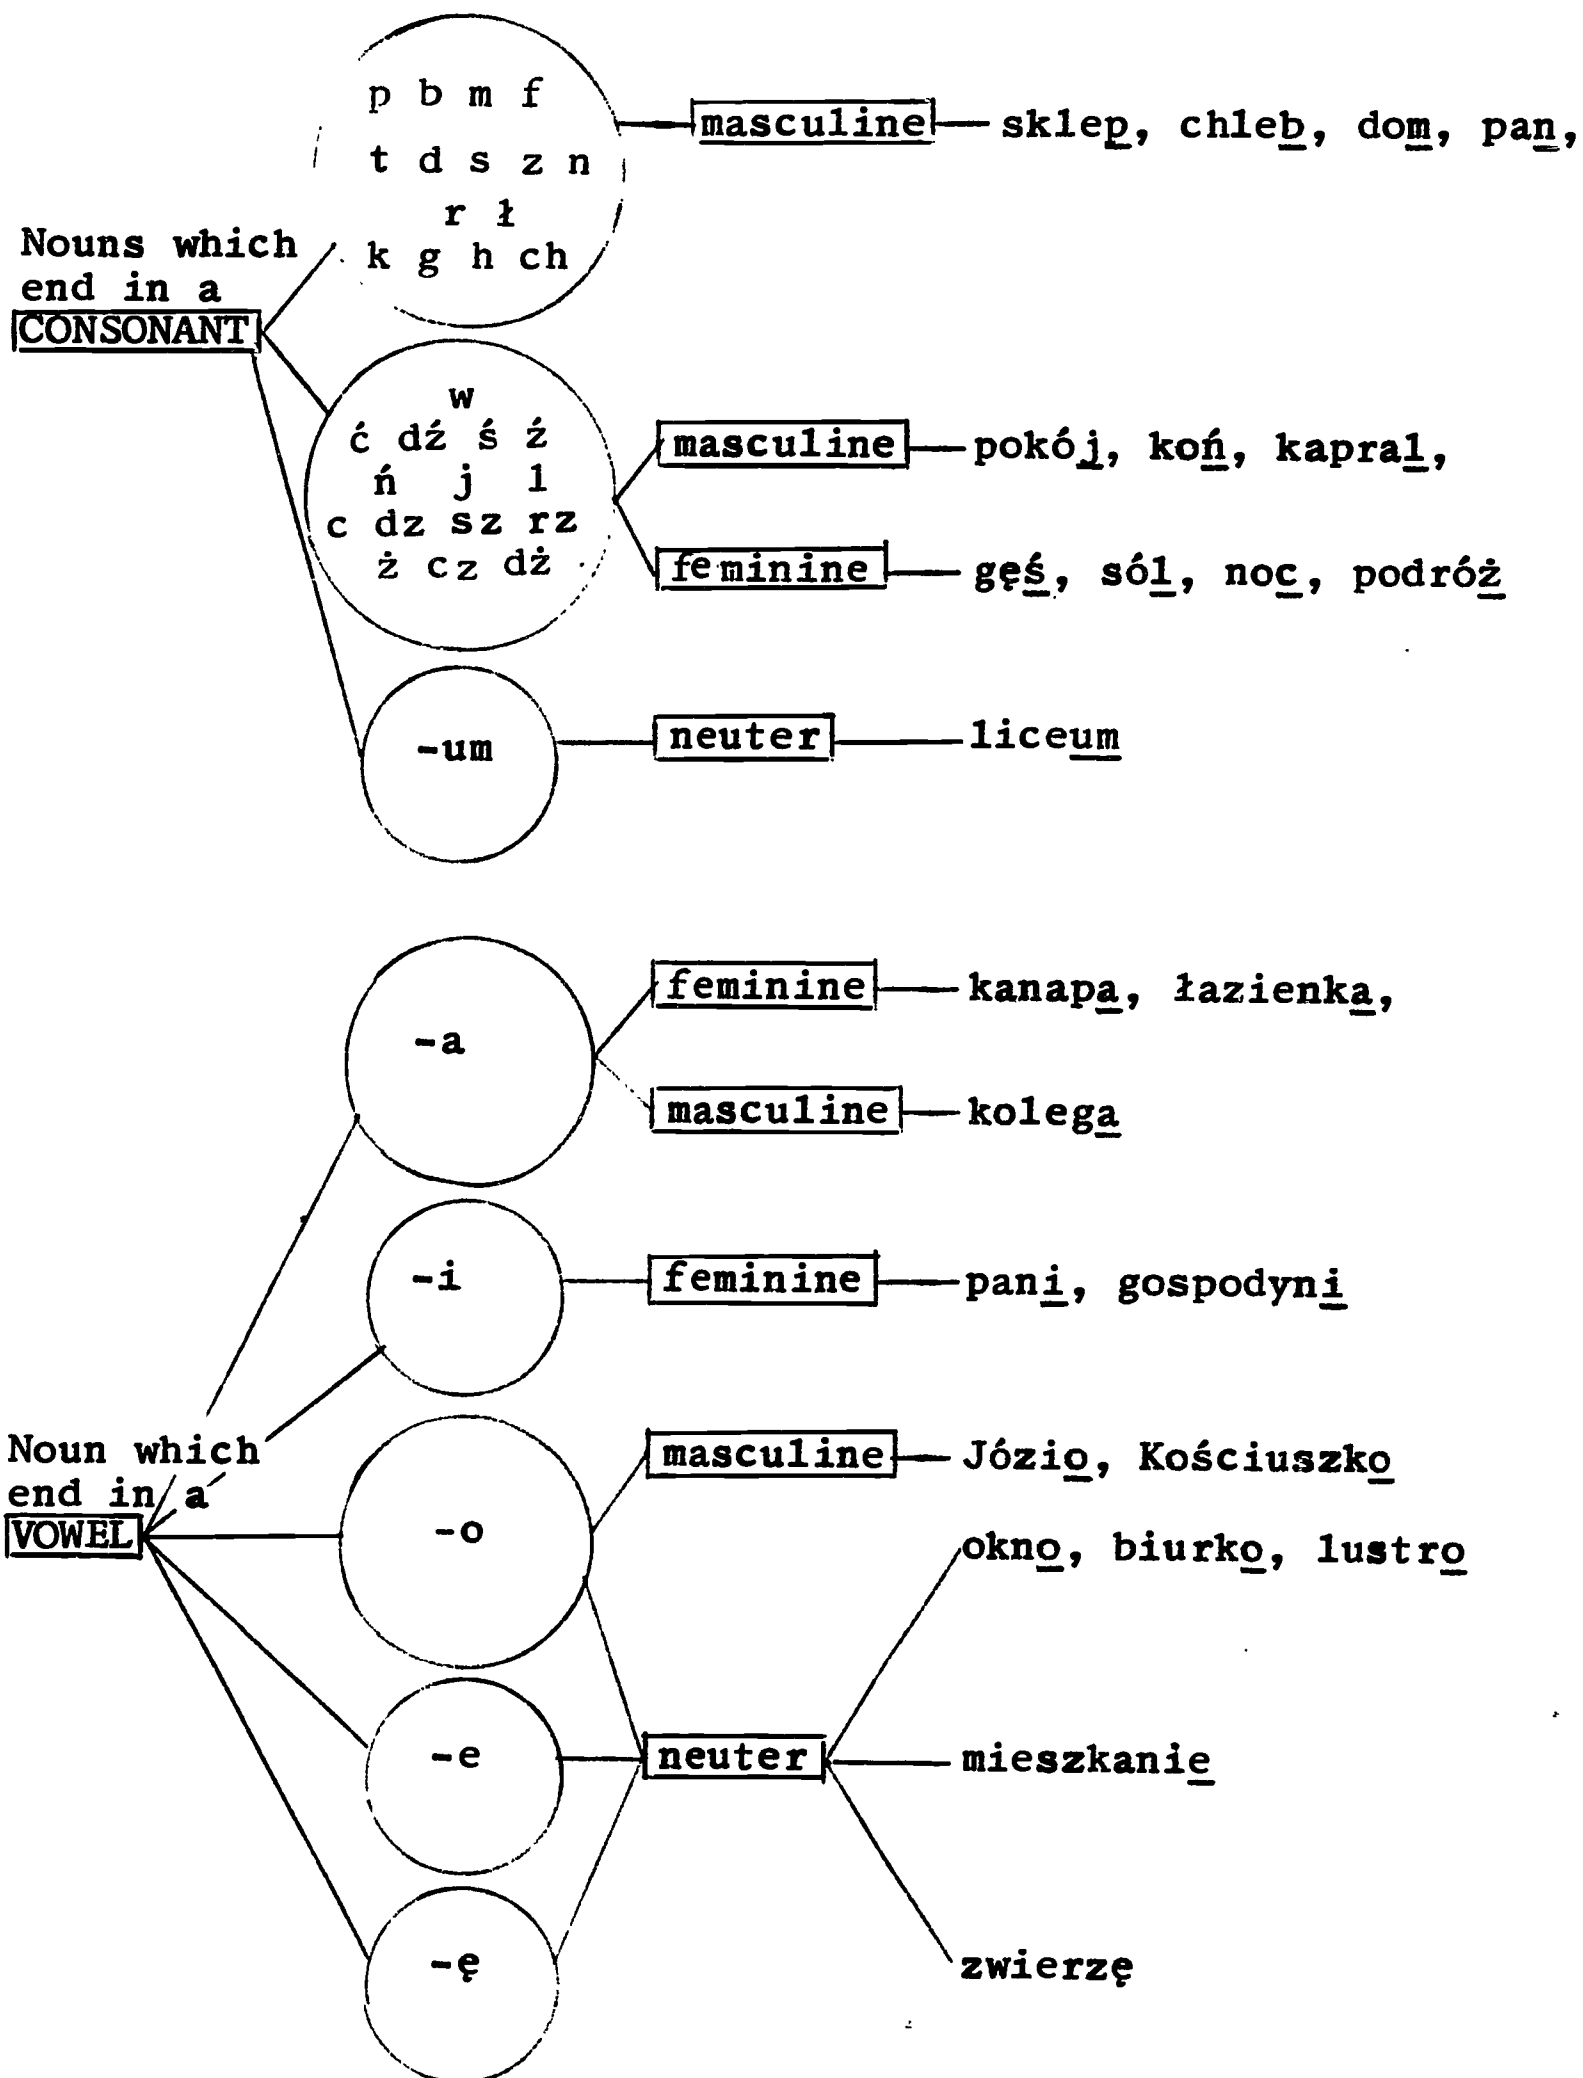 p b m f
masculine sklep, chleb, dom, pan,
t d s z n
r ł
Nouns which
k g h ch
end in a
CONSONANT
w
ć dź ś ź
masculine pokój, koń, kapral,
ń j l
c dz sz rz
ż cz dż
feminine gęś, sól, noc, podróż
-um neuter liceum
feminine kanapa, łazienka,
-a
masculine kolega
-i feminine pani, gospodyni
Noun which
masculine Józio, Kościuszko
end in a
VOWEL
-o
okno, biurko, lustro
-e neuter mieszkanie
-ę zwierzę